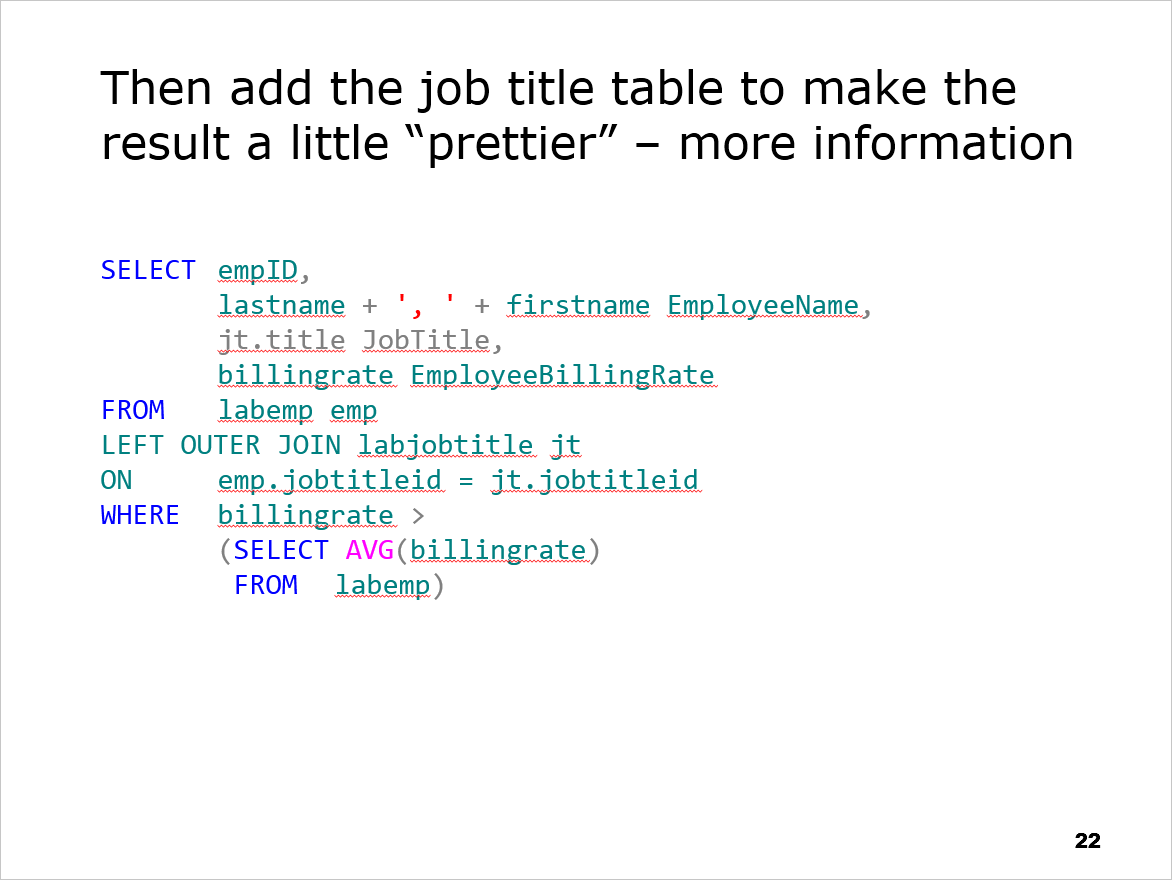 Then add the job title table to make the
result a little “prettier” – more information
SELECT empID,
lastname + ', ' + firstname EmployeeName,
jt.title JobTitle,
billingrate EmployeeBillingRate
FROM labemp emp
LEFT OUTER JOIN labjobtitle jt
ON emp.jobtitleid = jt.jobtitleid
WHERE billingrate >
(SELECT AVG(billingrate)
FROM labemp)
22